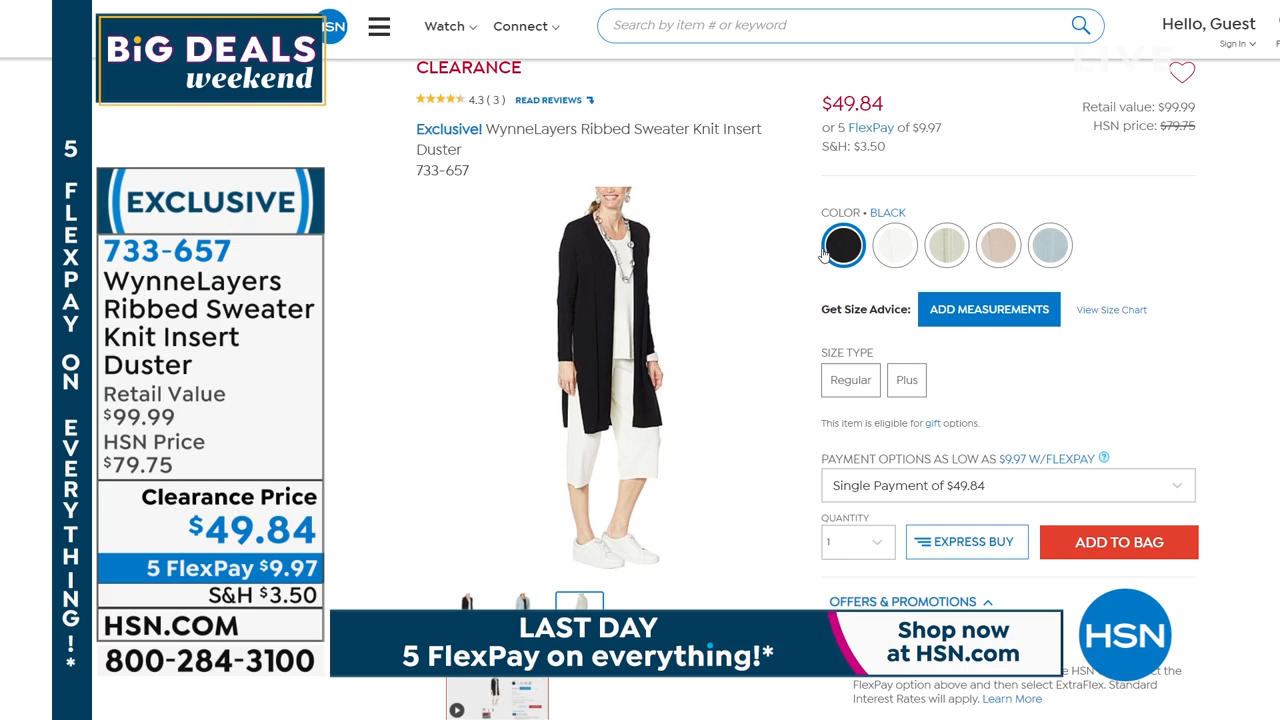 5 FLEXPAY ON EVERYTHING!*
BiG DEALS
weekend
EXCLUSIVE
733-657
WynneLayers
Ribbed Sweater
Knit Insert
Duster
Retail Value
$99.99
HSN Price
$79.75
Clearance Price
$49.84
5 FlexPay $9.97
S&H $3.50
HSN.COM
800-284-3100
Watch
Connect
Search by item # or keyword
Hello, Guest
Sign In
LIVE
CLEARANCE
4.3 ( 3 ) READ REVIEWS
Exclusive! WynneLayers Ribbed Sweater Knit Insert
Duster
733-657
$49.84
or 5 FlexPay of $9.97
S&H: $3.50
Retail value: $99.99
HSN price: $79.75
COLOR • BLACK
Get Size Advice: ADD MEASUREMENTS View Size Chart
SIZE TYPE
Regular Plus
This item is eligible for gift options.
PAYMENT OPTIONS AS LOW AS $9.97 W/FLEXPAY ?
Single Payment of $49.84
QUANTITY
1 EXPRESS BUY ADD TO BAG
OFFERS & PROMOTIONS
FlexPay option above and then select ExtraFlex. Standard
Interest Rates will apply. Learn More
LAST DAY
5 FlexPay on everything!*
Shop now
at HSN.com
HSN